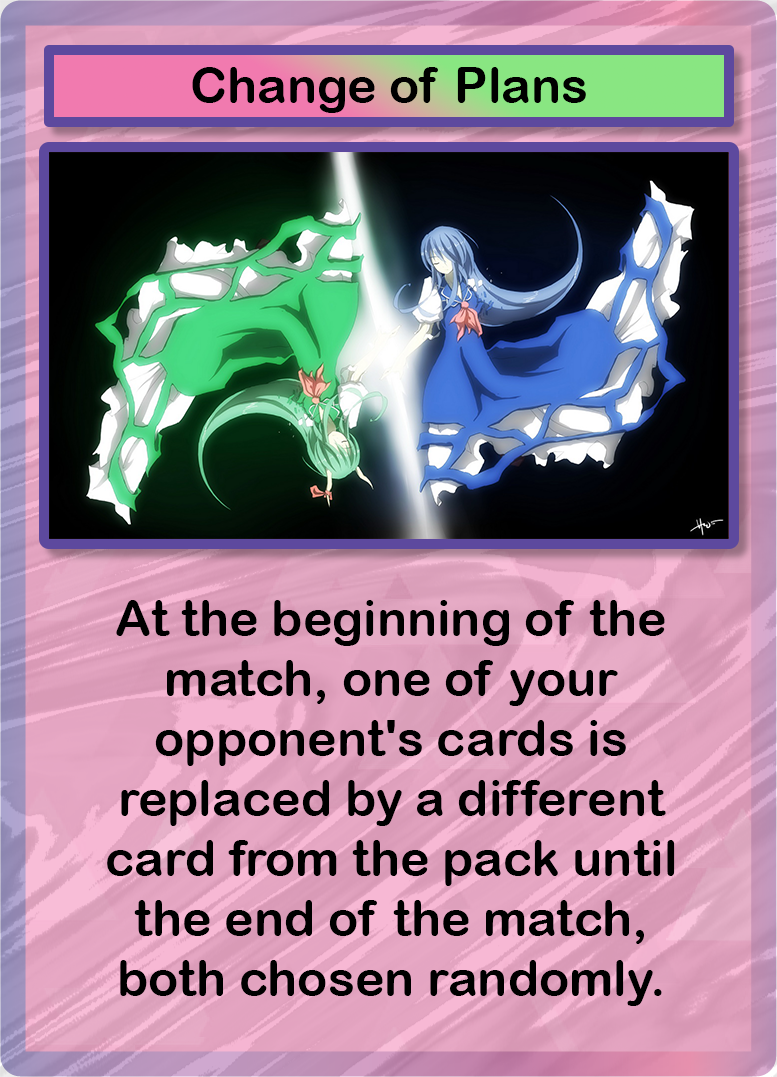 Change of Plans
At the beginning of the
match, one of your
opponent's cards is
replaced by a different
card from the pack until
the end of the match,
both chosen randomly.